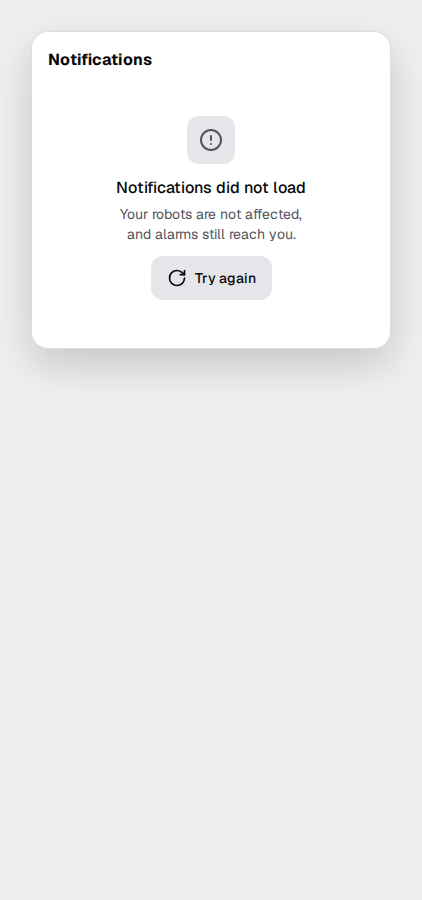 Notifications
Notifications did not load
Your robots are not affected,
and alarms still reach you.
Try again